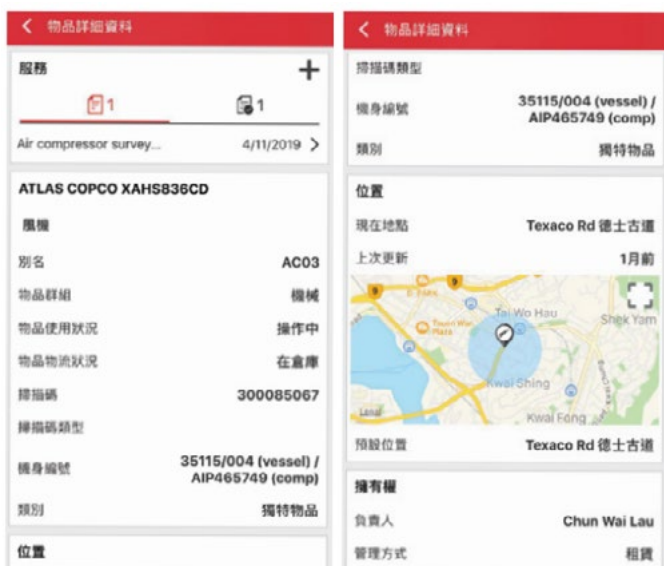 物品詳細資料
服務
1
1
Air compressor survey...
4/11/2019
ATLAS COPCO XAHS836CD
風機
別名
AC03
物品群組
機械
物品使用狀況
操作中
物品物流狀況
在倉庫
掃描碼
300085067
掃描碼類型
機身編號
35115/004 (vessel) /
AIP465749 (comp)
類別
獨特物品
位置
物品詳細資料
掃描碼類型
機身編號
35115/004 (vessel) /
AIP465749 (comp)
類別
獨特物品
位置
現在地點
Texaco Rd 德士古道
上次更新
1月前
9
9
Tai Wo Hau
Shek Yam
Tsuen Wan
Plaza
Kwai Shing
Kwai Fong
Legal
預設位置
Texaco Rd 德士古道
擁有權
負責人
Chun Wai Lau
管理方式
租賃